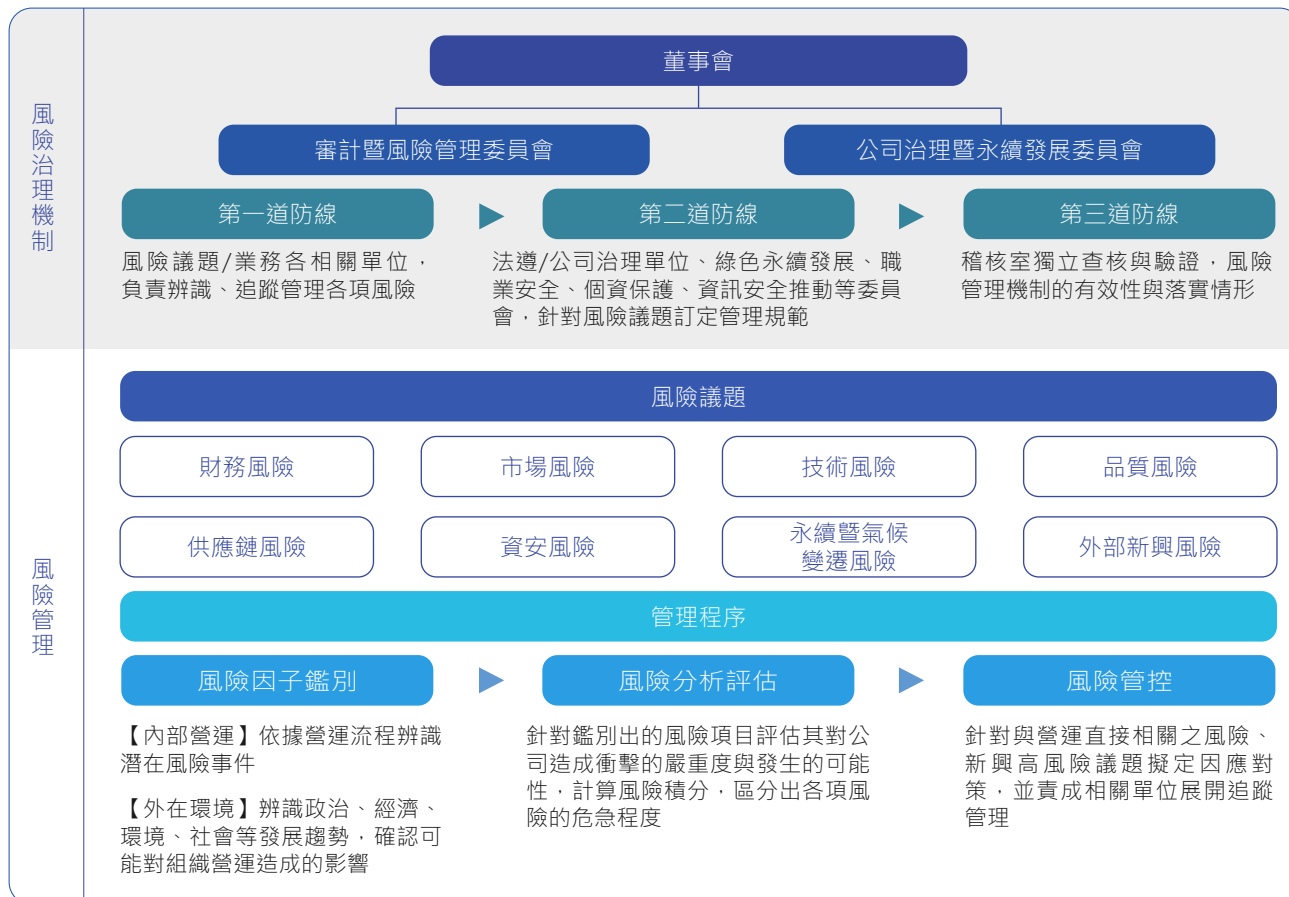 風險治理機制
董事會
審計暨風險管理委員會
公司治理暨永續發展委員會
第一道防線
第二道防線
第三道防線
風險議題/業務各相關單位，
負責辨識、追蹤管理各項風險
法遵/公司治理單位、綠色永續發展、職
業安全、個資保護、資訊安全推動等委員
會，針對風險議題訂定管理規範
稽核室獨立查核與驗證，風險
管理機制的有效性與落實情形
風險管理
風險議題
財務風險
市場風險
技術風險
品質風險
供應鏈風險
資安風險
永續暨氣候
變遷風險
外部新興風險
管理程序
風險因子鑑別
風險分析評估
風險管控
【內部營運】依據營運流程辨識
潛在風險事件
【外在環境】辨識政治、經濟、
環境、社會等發展趨勢，確認可
能對組織營運造成的影響
針對鑑別出的風險項目評估其對公
司造成衝擊的嚴重度與發生的可能
性，計算風險積分，區分出各項風
險的危急程度
針對與營運直接相關之風險、
新興高風險議題擬定因應對
策，並責成相關單位展開追蹤
管理